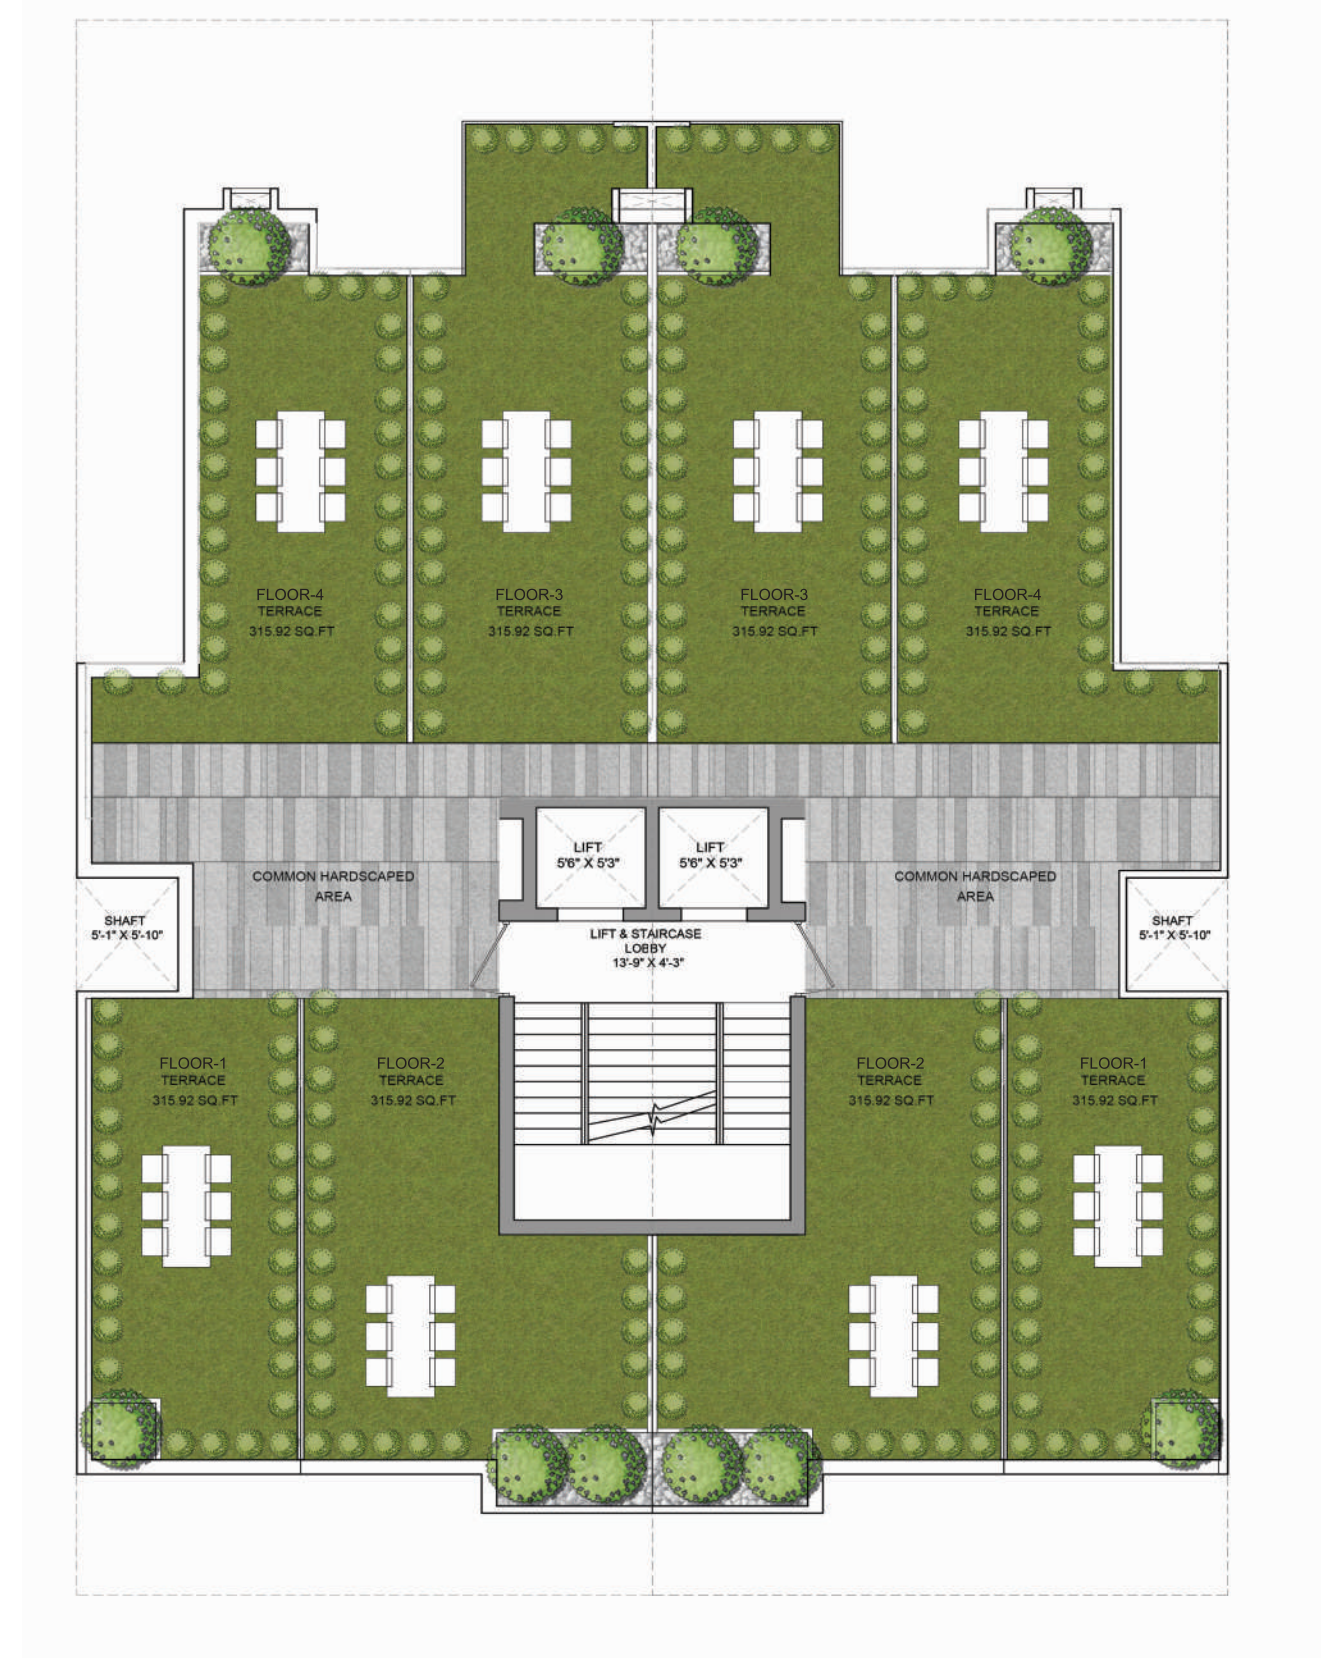 FLOOR-4
TERRACE
315.92 SQ.FT
FLOOR-3
TERRACE
315.92 SQ.FT
FLOOR-3
TERRACE
315.92 SQ.FT
FLOOR-4
TERRACE
315.92 SQ.FT
LIFT
5'6" X 5'3"
LIFT
5'6" X 5'3"
COMMON HARDSCAPED
AREA
COMMON HARDSCAPED
AREA
SHAFT
5'-1" X 5'-10"
LIFT & STAIRCASE
LOBBY
13'-9" X 4'-3"
SHAFT
5'-1" X 5'-10"
FLOOR-1
TERRACE
315.92 SQ.FT
FLOOR-2
TERRACE
315.92 SQ.FT
FLOOR-2
TERRACE
315.92 SQ.FT
FLOOR-1
TERRACE
315.92 SQ.FT